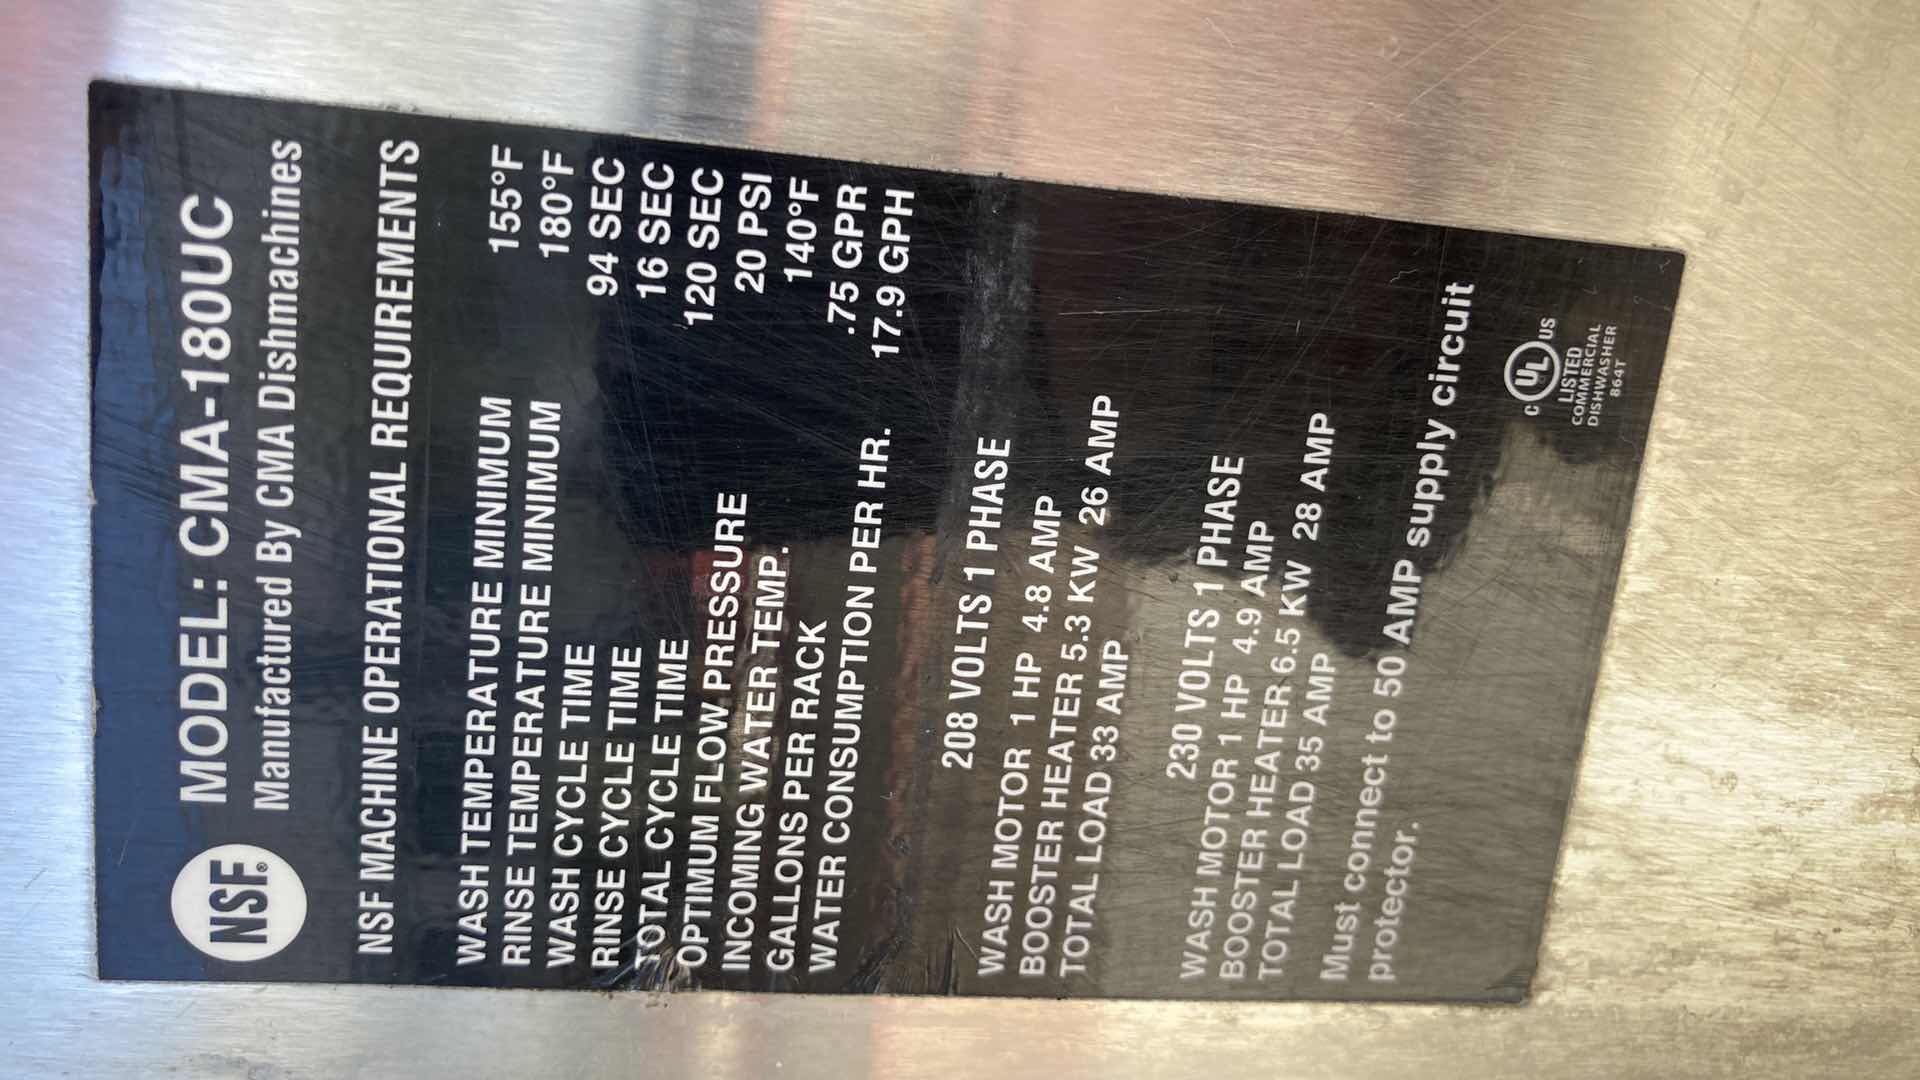 NSF®
MODEL: CMA-180UC
Manufactured By CMA Dishmachines
NSF MACHINE OPERATIONAL REQUIREMENTS
WASH TEMPERATURE MINIMUM 155°F
RINSE TEMPERATURE MINIMUM 180°F
WASH CYCLE TIME 94 SEC
RINSE CYCLE TIME 16 SEC
TOTAL CYCLE TIME 120 SEC
OPTIMUM FLOW PRESSURE 20 PSI
INCOMING WATER TEMP. 140°F
GALLONS PER RACK .75 GPR
WATER CONSUMPTION PER HR. 17.9 GPH
208 VOLTS 1 PHASE
WASH MOTOR 1 HP 4.8 AMP
BOOSTER HEATER 5.3 KW 26 AMP
TOTAL LOAD 33 AMP
230 VOLTS 1 PHASE
WASH MOTOR 1 HP 4.9 AMP
BOOSTER HEATER 6.5 KW 28 AMP
TOTAL LOAD 35 AMP
Must connect to 50 AMP supply circuit
protector.
C UL US
LISTED
COMMERCIAL
DISHWASHER
864T